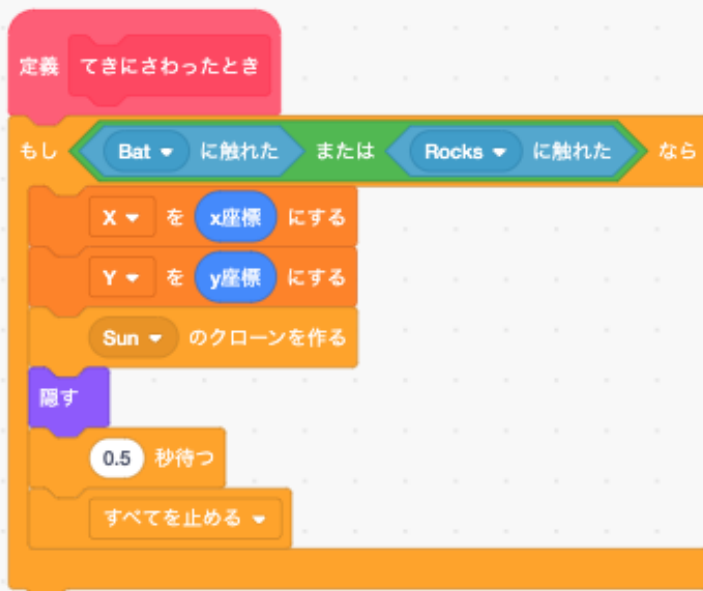 定義 てきにさわったとき
もし Bat に触れた または Rocks に触れた なら
X を x座標 にする
Y を y座標 にする
Sun のクローンを作る
隠す
0.5 秒待つ
すべてを止める